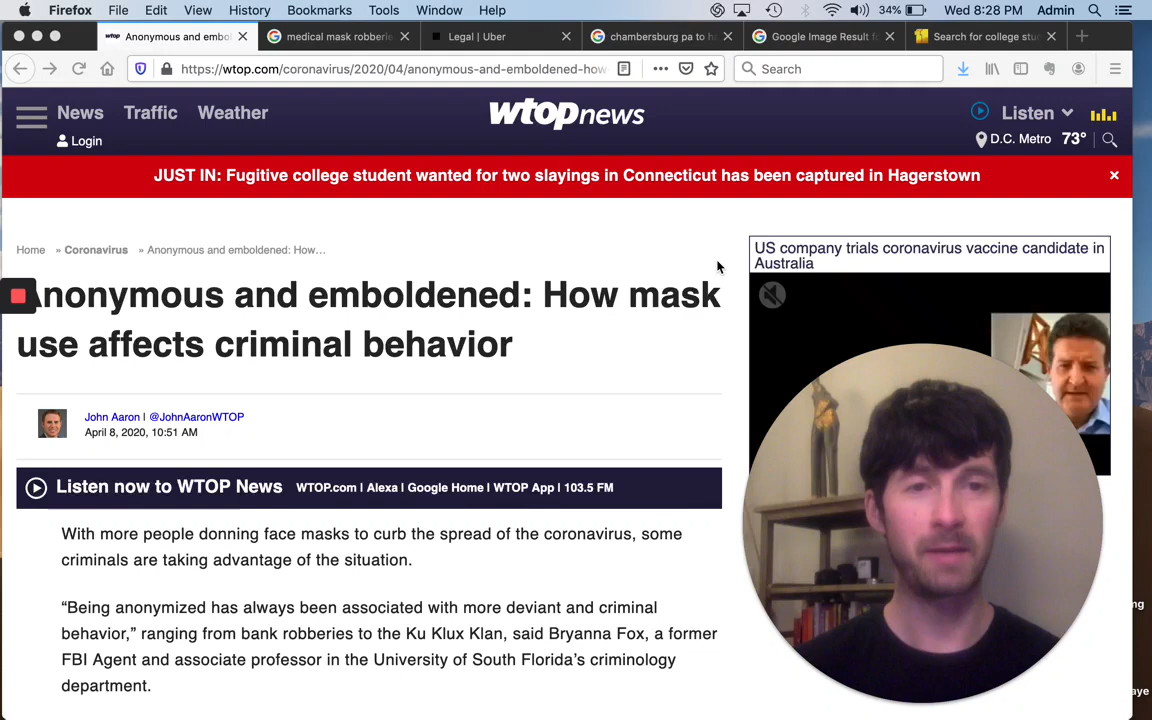 Firefox File Edit View History Bookmarks Tools Window Help 34% Wed 8:28 PM Admin
wtop Anonymous and embol medical mask robberie Legal | Uber chambersburg pa to h Google Image Result f Search for college stu
https://wtop.com/coronavirus/2020/04/anonymous-and-emboldened-how- Search
News Traffic Weather wtopnews Listen
Login D.C. Metro 73°
JUST IN: Fugitive college student wanted for two slayings in Connecticut has been captured in Hagerstown
Home » Coronavirus » Anonymous and emboldened: How…
US company trials coronavirus vaccine candidate in
Australia
Anonymous and emboldened: How mask
use affects criminal behavior
John Aaron | @JohnAaronWTOP
April 8, 2020, 10:51 AM
Listen now to WTOP News WTOP.com | Alexa | Google Home | WTOP App | 103.5 FM
With more people donning face masks to curb the spread of the coronavirus, some
criminals are taking advantage of the situation.
“Being anonymized has always been associated with more deviant and criminal
behavior,” ranging from bank robberies to the Ku Klux Klan, said Bryanna Fox, a former
FBI Agent and associate professor in the University of South Florida’s criminology
department.
ng
aye